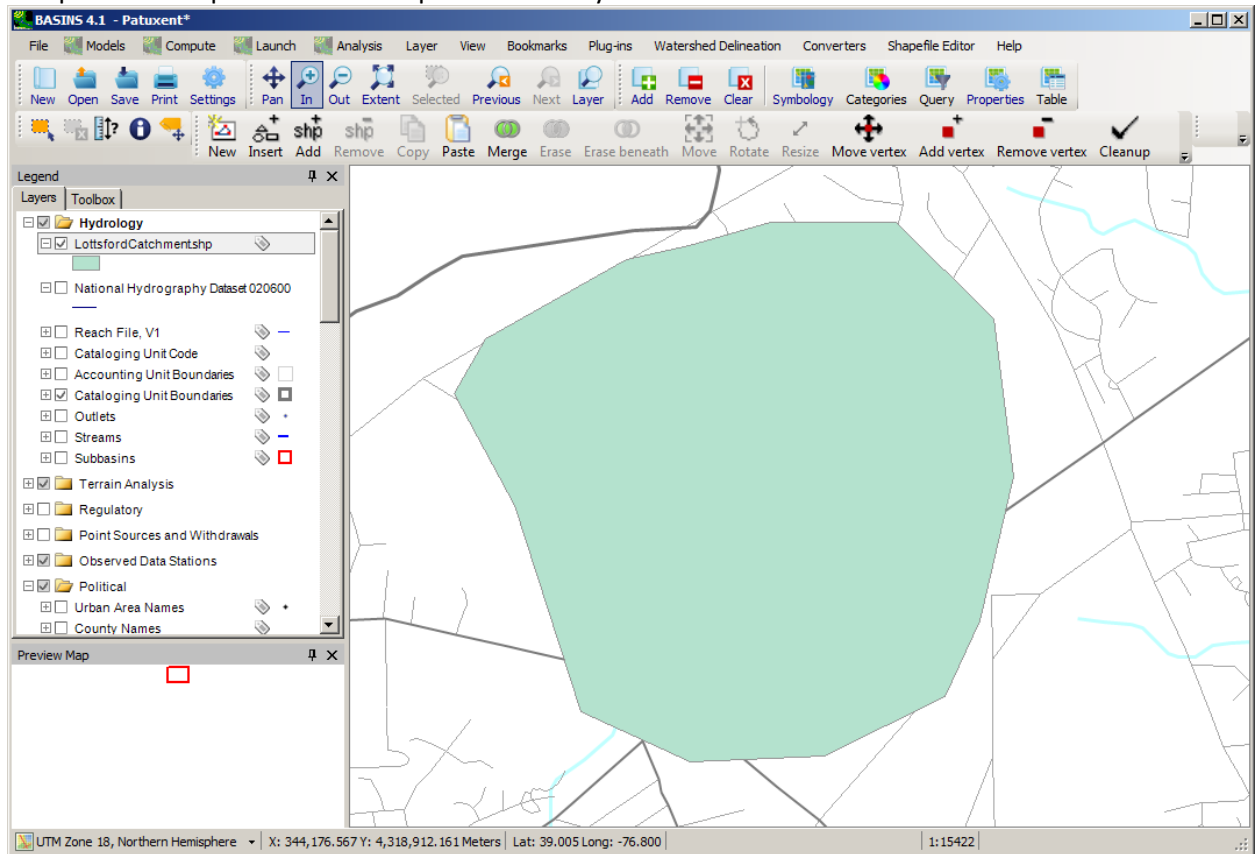 BASINS 4.1 - Patuxent*
File Models Compute Launch Analysis Layer View Bookmarks Plug-ins Watershed Delineation Converters Shapefile Editor Help
New Open Save Print Settings Pan In Out Extent Selected Previous Next Layer Add Remove Clear Symbology Categories Query Properties Table
New Insert Add Remove Copy Paste Merge Erase Erase beneath Move Rotate Resize Move vertex Add vertex Remove vertex Cleanup
Legend
Layers Toolbox
Hydrology
LottsfordCatchment.shp
National Hydrography Dataset 020600
Reach File, V1
Cataloging Unit Code
Accounting Unit Boundaries
Cataloging Unit Boundaries
Outlets
Streams
Subbasins
Terrain Analysis
Regulatory
Point Sources and Withdrawals
Observed Data Stations
Political
Urban Area Names
County Names
Preview Map
UTM Zone 18, Northern Hemisphere X: 344,176.567 Y: 4,318,912.161 Meters Lat: 39.005 Long: -76.800 1:15422